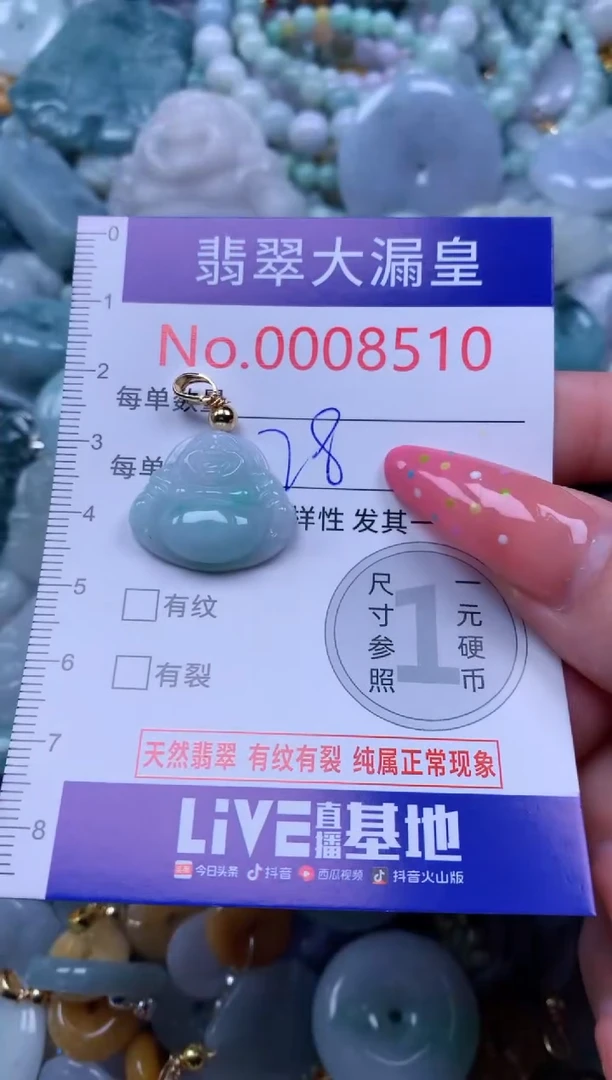 0
翡翠大漏皇
1
No.0008510
2
每单数量
3
每单 28
4
样性 发其一
5
有纹
尺寸参照 1 一元硬币
6
有裂
7
天然翡翠 有纹有裂 纯属正常现象
8
LiVE直播基地
头条 今日头条 抖音 西瓜视频 抖音火山版